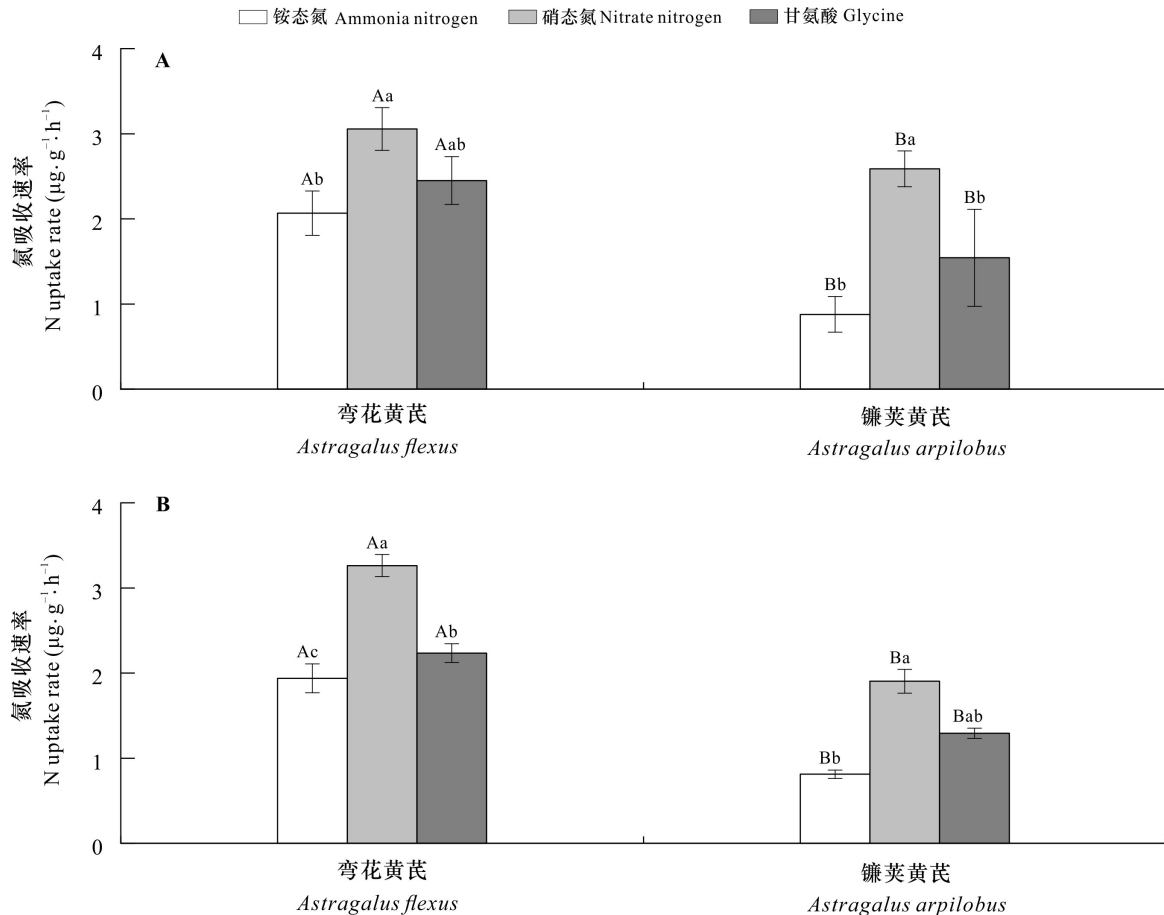 铵态氮 Ammonia nitrogen 硝态氮 Nitrate nitrogen 甘氨酸 Glycine
A
氮吸收速率
N uptake rate (μg·g⁻¹·h⁻¹)
4
3
2
1
0
Ab
Aa
Aab
Bb
Ba
Bb
弯花黄芪
Astragalus flexus
镰荚黄芪
Astragalus arpilobus
B
氮吸收速率
N uptake rate (μg·g⁻¹·h⁻¹)
4
3
2
1
0
Ac
Aa
Ab
Bb
Ba
Bab
弯花黄芪
Astragalus flexus
镰荚黄芪
Astragalus arpilobus